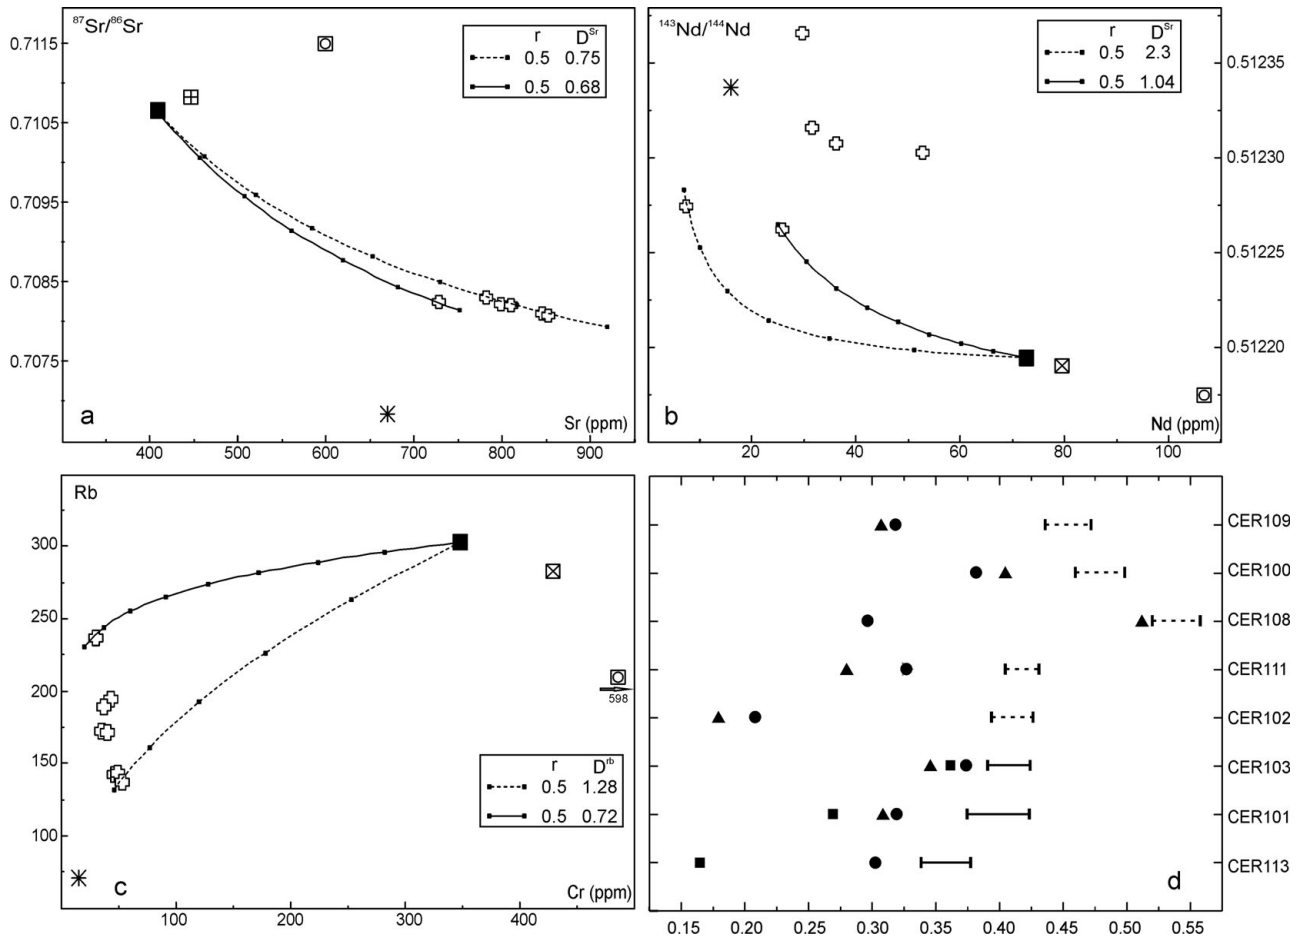 ⁸⁷Sr/⁸⁶Sr
r D^Sr
0.5 0.75
0.5 0.68
0.7115
0.7105
0.7095
0.7085
0.7075
a
Sr (ppm)
400 500 600 700 800 900
¹⁴³Nd/¹⁴⁴Nd
r D^Sr
0.5 2.3
0.5 1.04
0.51235
0.51230
0.51225
0.51220
b
Nd (ppm)
20 40 60 80 100
Rb
300
250
200
150
100
598
r D^rb
0.5 1.28
0.5 0.72
c
Cr (ppm)
100 200 300 400
CER109
CER100
CER108
CER111
CER102
CER103
CER101
CER113
d
0.15 0.20 0.25 0.30 0.35 0.40 0.45 0.50 0.55